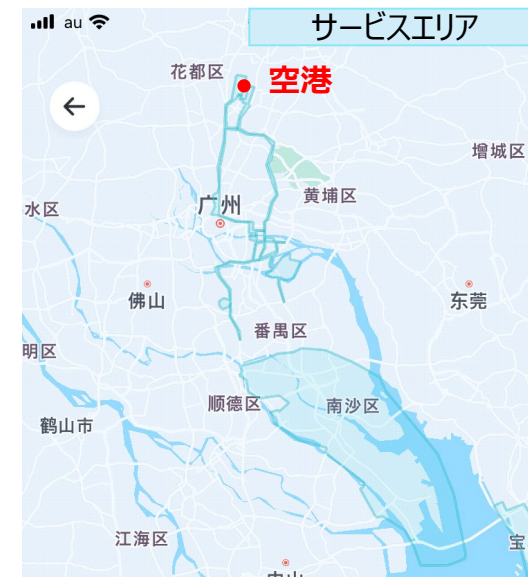 au
サービスエリア
花都区
空港
增城区
黄埔区
广州
水区
佛山
东莞
番禺区
明区
顺德区
南沙区
鹤山市
江海区
宝
中山